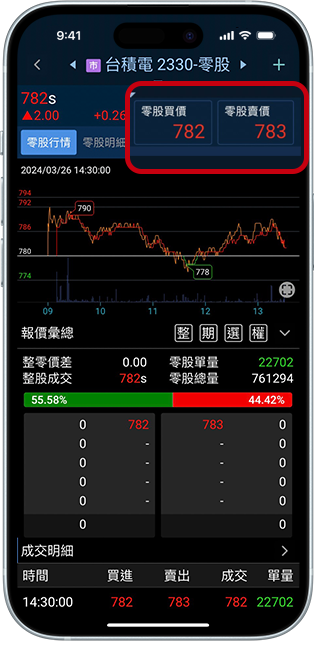 9:41
市 台積電 2330-零股
782s
▲2.00 +0.26
零股買價 零股賣價
782 783
零股行情 零股明細
2024/03/26 14:30:00
794
792
790
780
778
774
09 10 11 12 13
報價彙總 整 期 選 權
整零價差 0.00 零股單量 22702
整股成交 782s 零股總量 761294
55.58% 44.42%
0 782 783 0
0 - - 0
0 - - 0
0 - - 0
0 - - 0
0 0
成交明細
時間 買進 賣出 成交 單量
14:30:00 782 783 782 22702